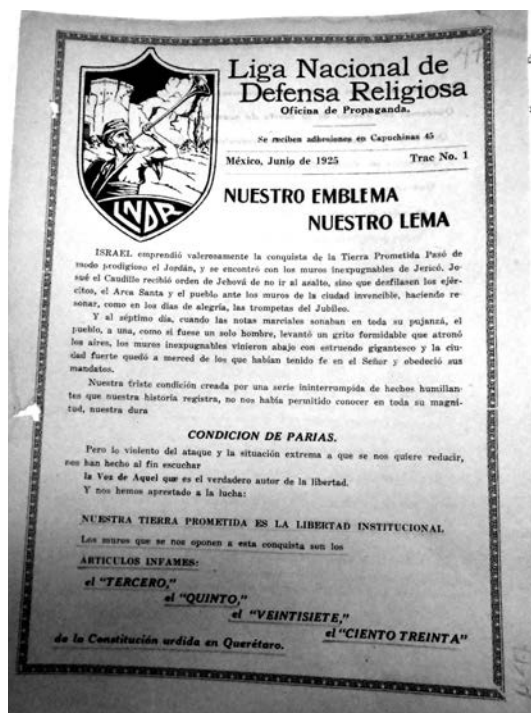 47
Liga Nacional de
Defensa Religiosa
Oficina de Propaganda.
Se reciben adhesiones en Capuchinas 45
México, Junio de 1925 Trac No. 1
LNDR
NUESTRO EMBLEMA
NUESTRO LEMA
ISRAEL emprendió valerosamente la conquista de la Tierra Prometida Pasó de
modo prodigioso el Jordán, y se encontró con los muros inexpugnables de Jericó. Jo-
sué el Caudillo recibió orden de Jehová de no ir al asalto, sino que desfilasen los ejér-
citos, el Arca Santa y el pueblo ante los muros de la ciudad invencible, haciendo re-
sonar, como en los días de alegría, las trompetas del Jubileo.
Y al séptimo día, cuando las notas marciales sonaban en toda su pujanza, el
pueblo, a una, como si fuese un solo hombre, levantó un grito formidable que atronó
los aires, los muros inexpugnables vinieron abajo con estruendo gigantesco y la ciu-
dad fuerte quedó a merced de los que habían tenido fe en el Señor y obedeció sus
mandatos.
Nuestra triste condición creada por una serie ininterrumpida de hechos humillan-
tes que nuestra historia registra, no nos había permitido conocer en toda su magni-
tud, nuestra dura
CONDICION DE PARIAS.
Pero lo violento del ataque y la situación extrema a que se nos quiere reducir,
nos han hecho al fin escuchar
la Voz de Aquel que es el verdadero autor de la libertad.
Y nos hemos aprestado a la lucha:
NUESTRA TIERRA PROMETIDA ES LA LIBERTAD INSTITUCIONAL
Los muros que se nos oponen a esta conquista son los
ARTICULOS INFAMES:
el "TERCERO,"
el "QUINTO,"
el "VEINTISIETE,"
el "CIENTO TREINTA"
de la Constitución urdida en Querétaro.